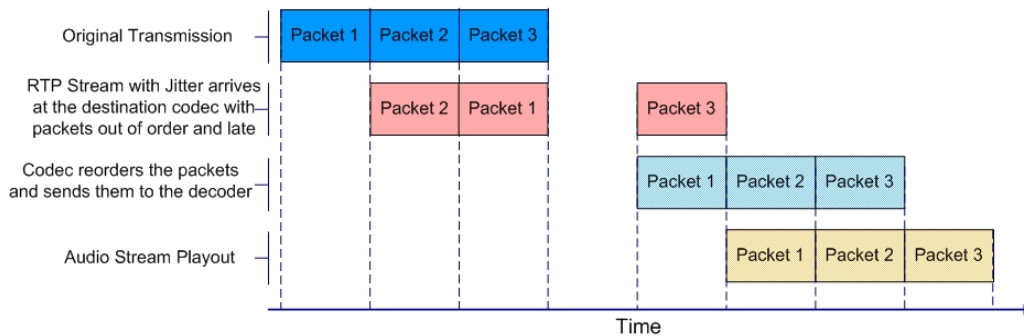 Original Transmission
Packet 1 Packet 2 Packet 3
RTP Stream with Jitter arrives
at the destination codec with
packets out of order and late
Packet 2 Packet 1 Packet 3
Codec reorders the packets
and sends them to the decoder
Packet 1 Packet 2 Packet 3
Audio Stream Playout
Packet 1 Packet 2 Packet 3
Time